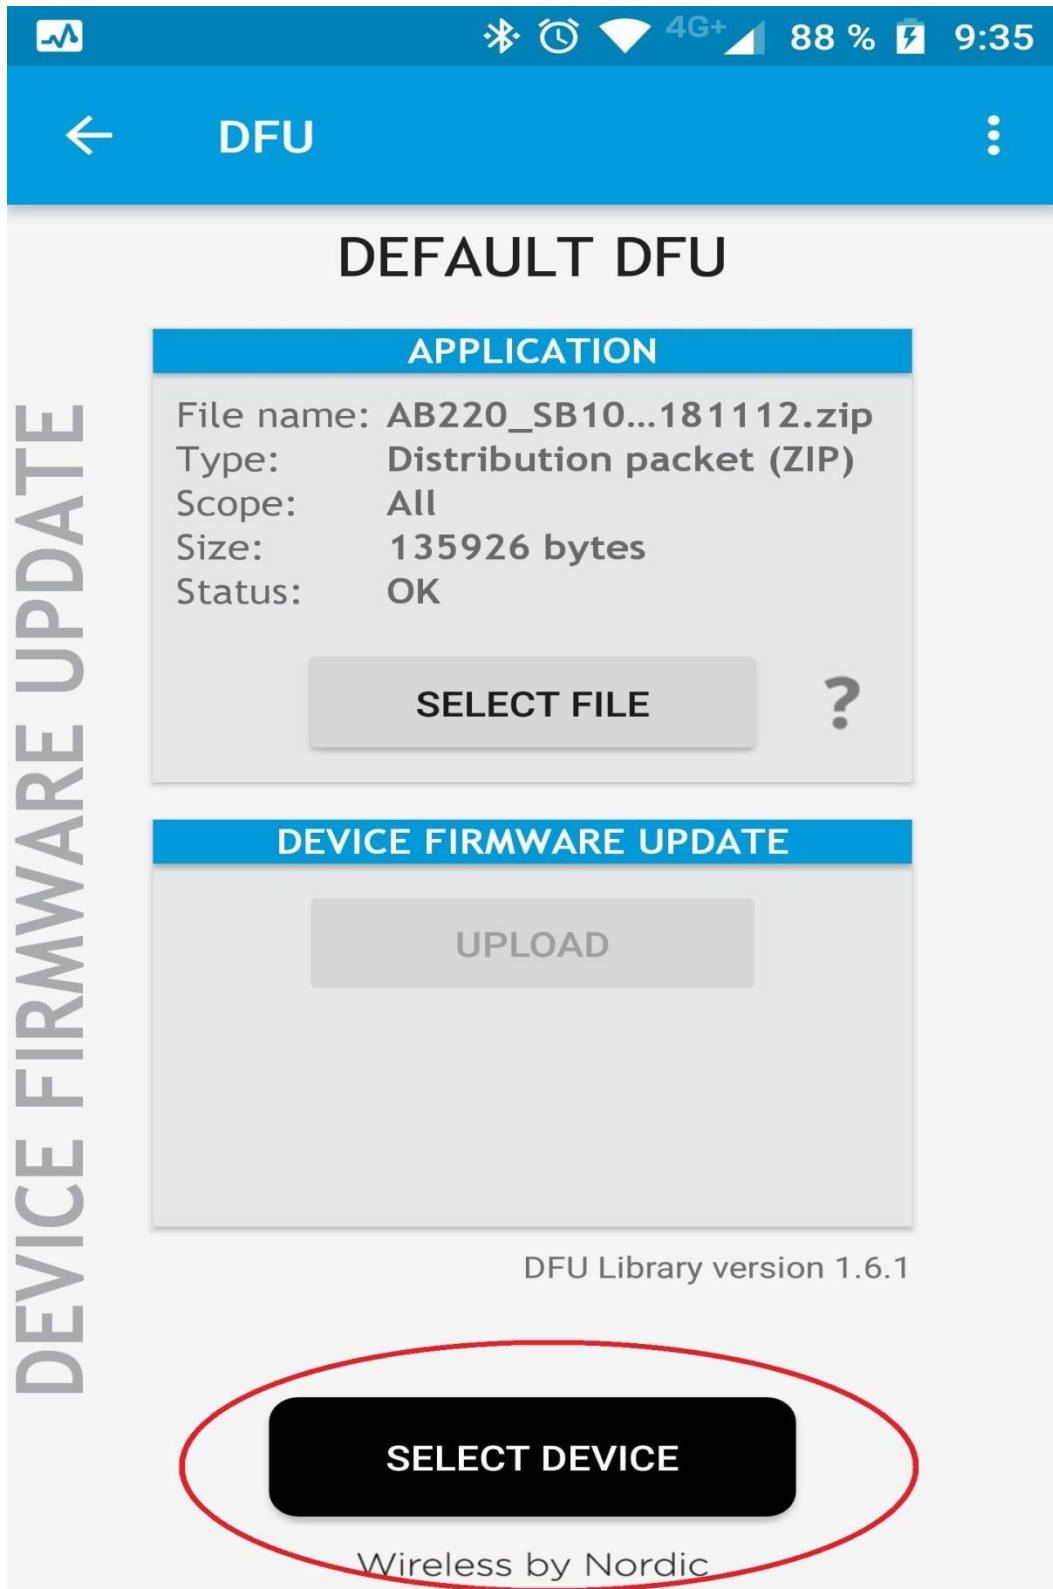 4G+ 88 % 9:35
DFU
DEFAULT DFU
APPLICATION
File name: AB220_SB10...181112.zip
Type: Distribution packet (ZIP)
Scope: All
Size: 135926 bytes
Status: OK
SELECT FILE ?
DEVICE FIRMWARE UPDATE
UPLOAD
DFU Library version 1.6.1
SELECT DEVICE
Wireless by Nordic
DEVICE FIRMWARE UPDATE